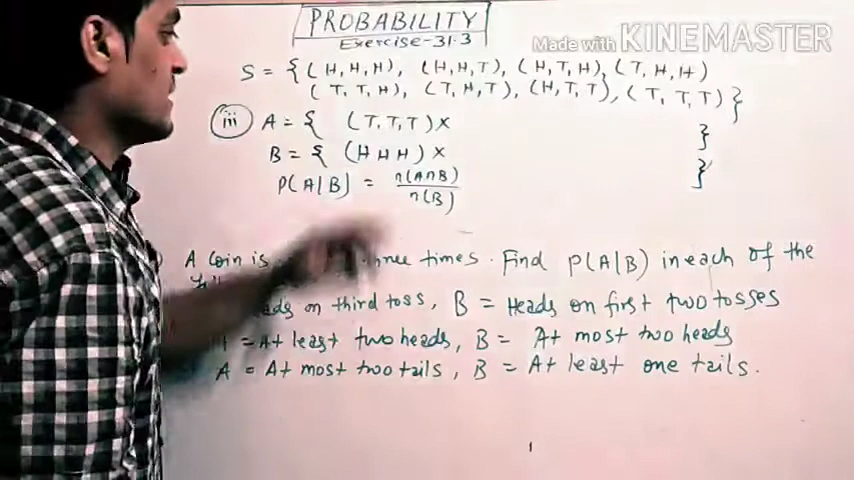 PROBABILITY
Exercise-31.3
Made with KINEMASTER
S = {(H,H,H), (H,H,T), (H,T,H), (T,H,H)
(T,T,H), (T,H,T), (H,T,T), (T,T,T)}
(iii) A = { (T,T,T) X }
B = { (H H H) X }
P(A|B) = n(A∩B) / n(B)
A coin is three times. Find P(A|B) in each of the
on third toss, B = Heads on first two tosses
= At least two heads, B = At most two heads
A = At most two tails, B = At least one tails.